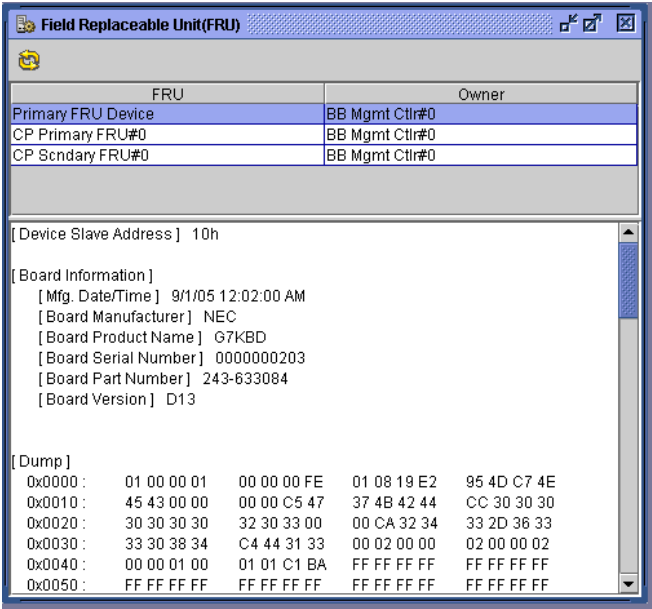 Field Replaceable Unit(FRU)
FRU Owner
Primary FRU Device BB Mgmt Ctlr#0
CP Primary FRU#0 BB Mgmt Ctlr#0
CP Scndary FRU#0 BB Mgmt Ctlr#0
[ Device Slave Address ] 10h
[ Board Information ]
[ Mfg. Date/Time ] 9/1/05 12:02:00 AM
[ Board Manufacturer ] NEC
[ Board Product Name ] G7KBD
[ Board Serial Number ] 0000000203
[ Board Part Number ] 243-633084
[ Board Version ] D13
[ Dump ]
0x0000 : 01 00 00 01 00 00 00 FE 01 08 19 E2 95 4D C7 4E
0x0010 : 45 43 00 00 00 00 C5 47 37 4B 42 44 CC 30 30 30
0x0020 : 30 30 30 30 32 30 33 00 00 CA 32 34 33 2D 36 33
0x0030 : 33 30 38 34 C4 44 31 33 00 02 00 00 02 00 00 02
0x0040 : 00 00 01 00 01 01 C1 BA FF FF FF FF FF FF FF FF
0x0050 : FF FF FF FF FF FF FF FF FF FF FF FF FF FF FF FF